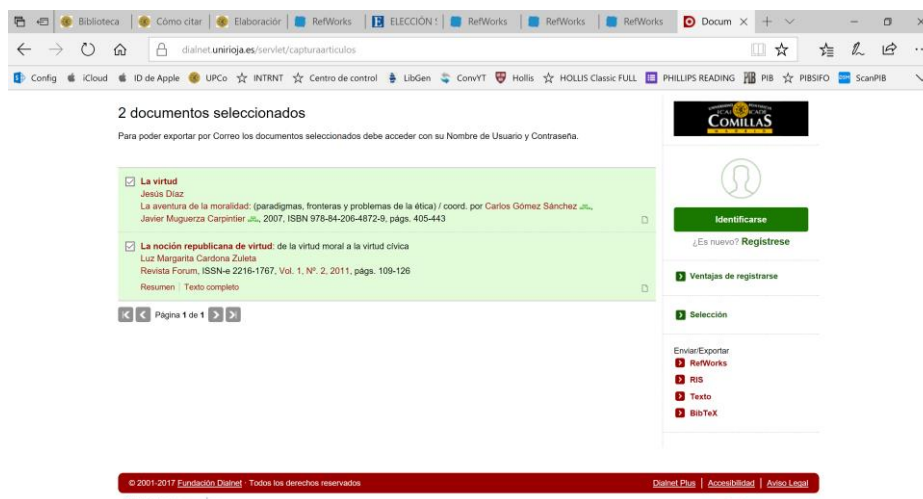 Biblioteca
Cómo citar
Elaboración
RefWorks
ELECCIÓN
RefWorks
RefWorks
RefWorks
Docum
dialnet.unirioja.es/servlet/capturaarticulos
Config iCloud ID de Apple UPCo INTRNT Centro de control LibGen ConvYT Hollis HOLLIS Classic FULL PHILLIPS READING PIB PIBSIFO ScanPIB
2 documentos seleccionados
Para poder exportar por Correo los documentos seleccionados debe acceder con su Nombre de Usuario y Contraseña.
La virtud
Jesús Díaz
La aventura de la moralidad: (paradigmas, fronteras y problemas de la ética) / coord. por Carlos Gómez Sánchez,
Javier Muguerza Carpintier, 2007, ISBN 978-84-206-4872-9, págs. 405-443
La noción republicana de virtud: de la virtud moral a la virtud cívica
Luz Margarita Cardona Zuleta
Revista Forum, ISSN-e 2216-1767, Vol. 1, Nº. 2, 2011, págs. 109-126
Resumen | Texto completo
Página 1 de 1
COMILLAS
Identificarse
¿Es nuevo? Regístrese
Ventajas de registrarse
Selección
Enviar/Exportar
RefWorks
RIS
Texto
BibTeX
© 2001-2017 Fundación Dialnet · Todos los derechos reservados
Dialnet Plus | Accesibilidad | Aviso Legal